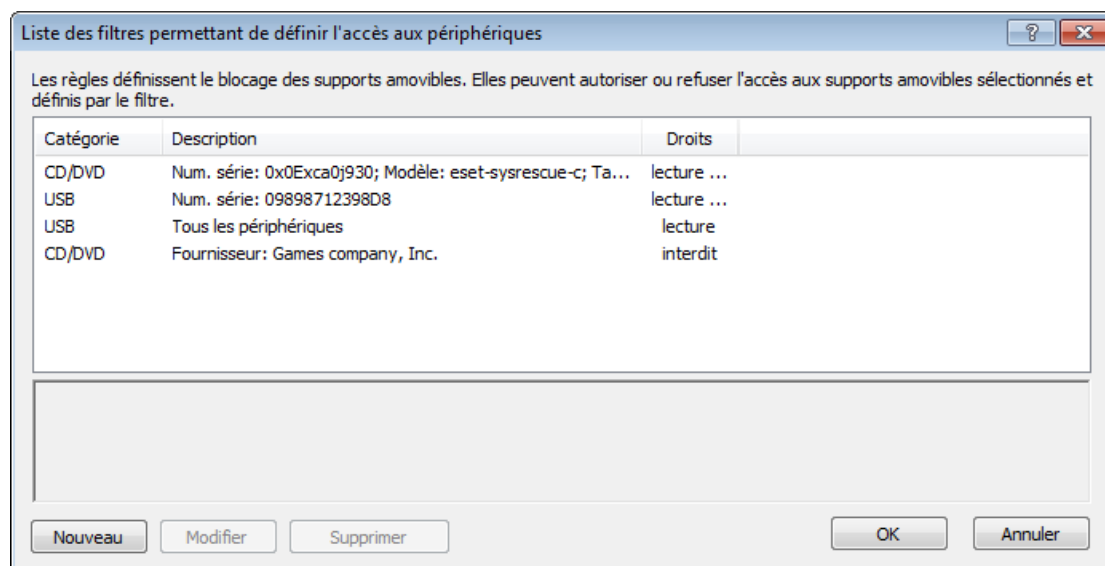 Liste des filtres permettant de définir l'accès aux périphériques
Les règles définissent le blocage des supports amovibles. Elles peuvent autoriser ou refuser l'accès aux supports amovibles sélectionnés et
définis par le filtre.
Catégorie Description Droits
CD/DVD Num. série: 0x0Exca0j930; Modèle: eset-sysrescue-c; Ta... lecture ...
USB Num. série: 09898712398D8 lecture ...
USB Tous les périphériques lecture
CD/DVD Fournisseur: Games company, Inc. interdit
Nouveau Modifier Supprimer OK Annuler